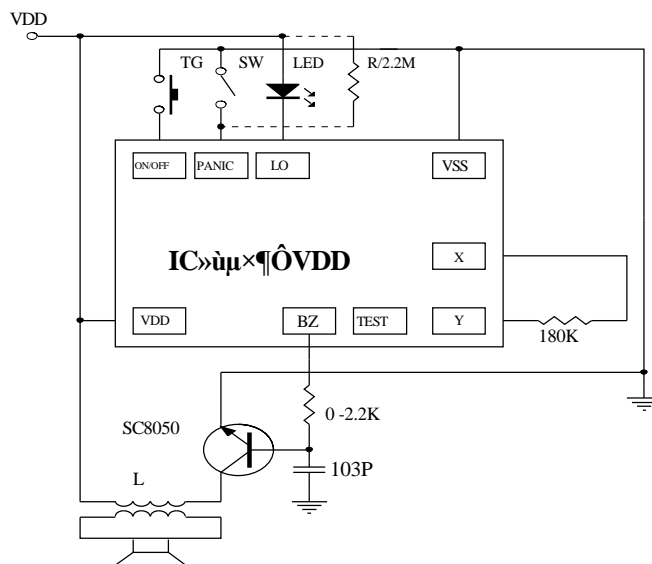 VDD
TG SW LED R/2.2M
ON/OFF PANIC LO VSS
IC»ùµ×¶ÔVDD
X
VDD BZ TEST Y
180K
0 -2.2K
SC8050
103P
L